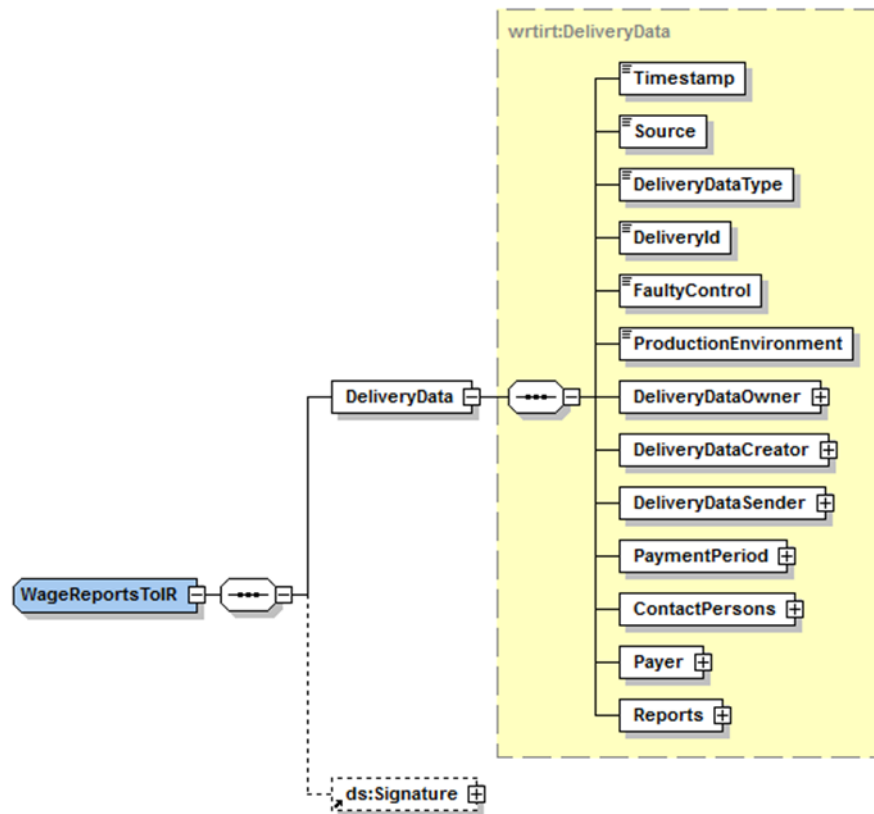 wrtirt:DeliveryData
Timestamp
Source
DeliveryDataType
DeliveryId
FaultyControl
ProductionEnvironment
DeliveryData
DeliveryDataOwner
DeliveryDataCreator
DeliveryDataSender
PaymentPeriod
WageReportsToIR
ContactPersons
Payer
Reports
ds:Signature